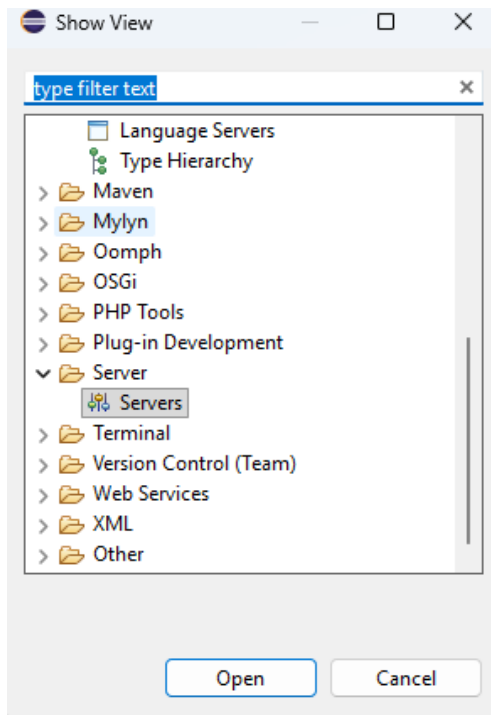 Show View
type filter text
Language Servers
Type Hierarchy
Maven
Mylyn
Oomph
OSGi
PHP Tools
Plug-in Development
Server
Servers
Terminal
Version Control (Team)
Web Services
XML
Other
Open Cancel